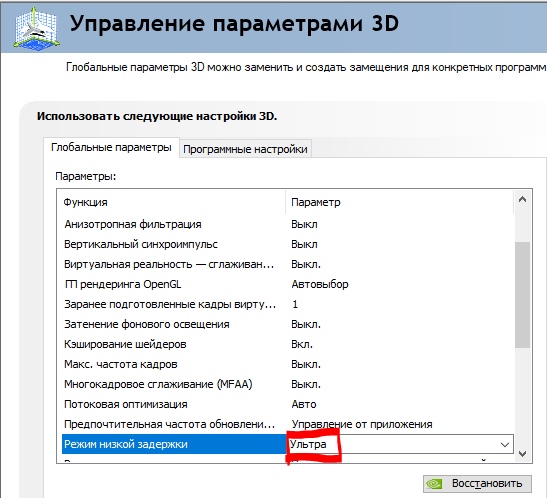 Управление параметрами 3D
Глобальные параметры 3D можно заменить и создать замещения для конкретных программ
Использовать следующие настройки 3D.
Глобальные параметры Программные настройки
Параметры:
Функция Параметр
Анизотропная фильтрация Выкл
Вертикальный синхроимпульс Выкл
Виртуальная реальность — сглаживан... Выкл.
ГП рендеринга OpenGL Автовыбор
Заранее подготовленные кадры вирту... 1
Затенение фонового освещения Выкл.
Кэширование шейдеров Вкл.
Макс. частота кадров Выкл.
Многокадровое сглаживание (MFAA) Выкл.
Потоковая оптимизация Авто
Предпочтительная частота обновлени... Управление от приложения
Режим низкой задержки Ультра
Восстановить